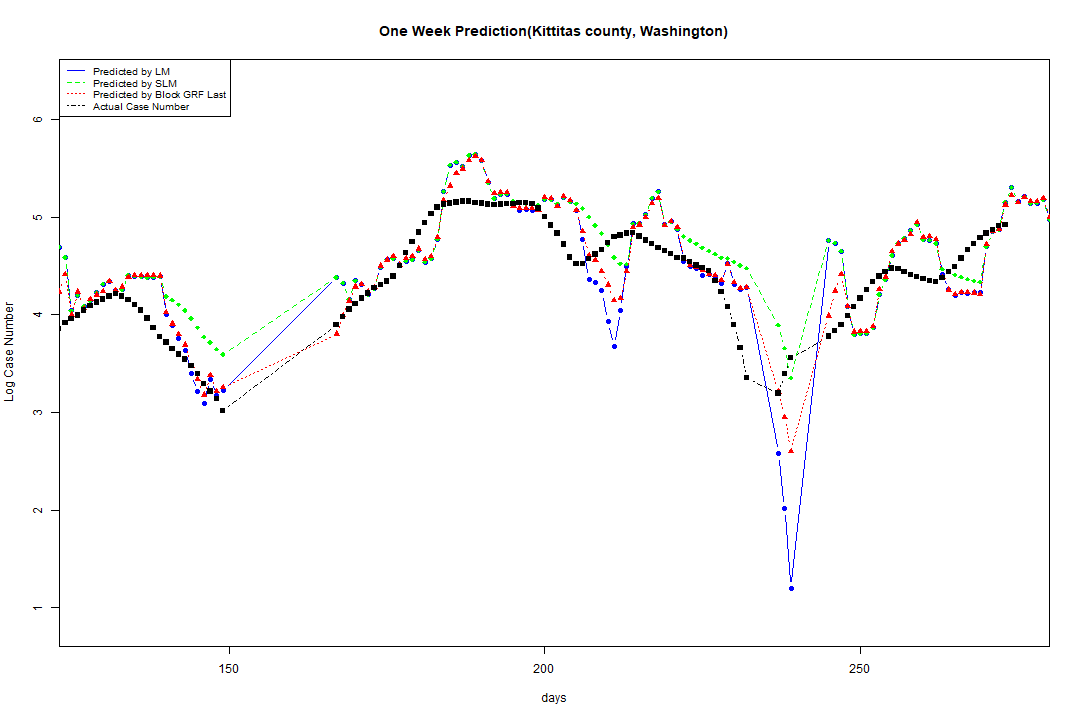 One Week Prediction(Kittitas county, Washington)
Predicted by LM
Predicted by SLM
Predicted by Block GRF Last
Actual Case Number
6
5
4
3
2
1
Log Case Number
150
200
250
days